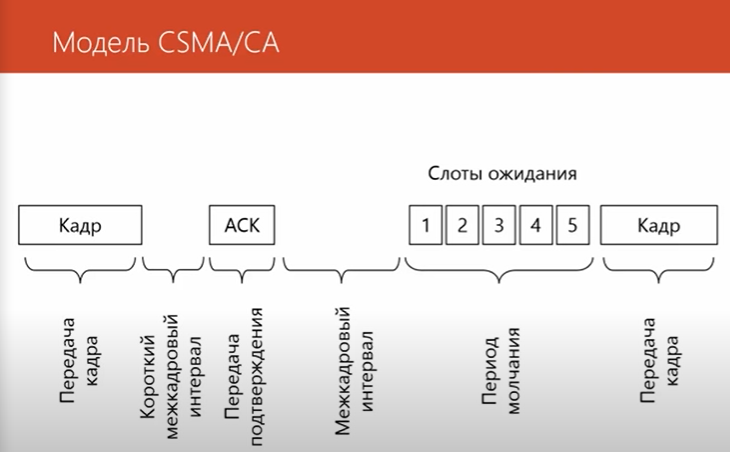 Модель CSMA/CA
Слоты ожидания
Кадр
АСК
1
2
3
4
5
Кадр
Передача
кадра
Короткий
межкадровый
интервал
Передача
подтверждения
Межкадровый
интервал
Период
молчания
Передача
кадра